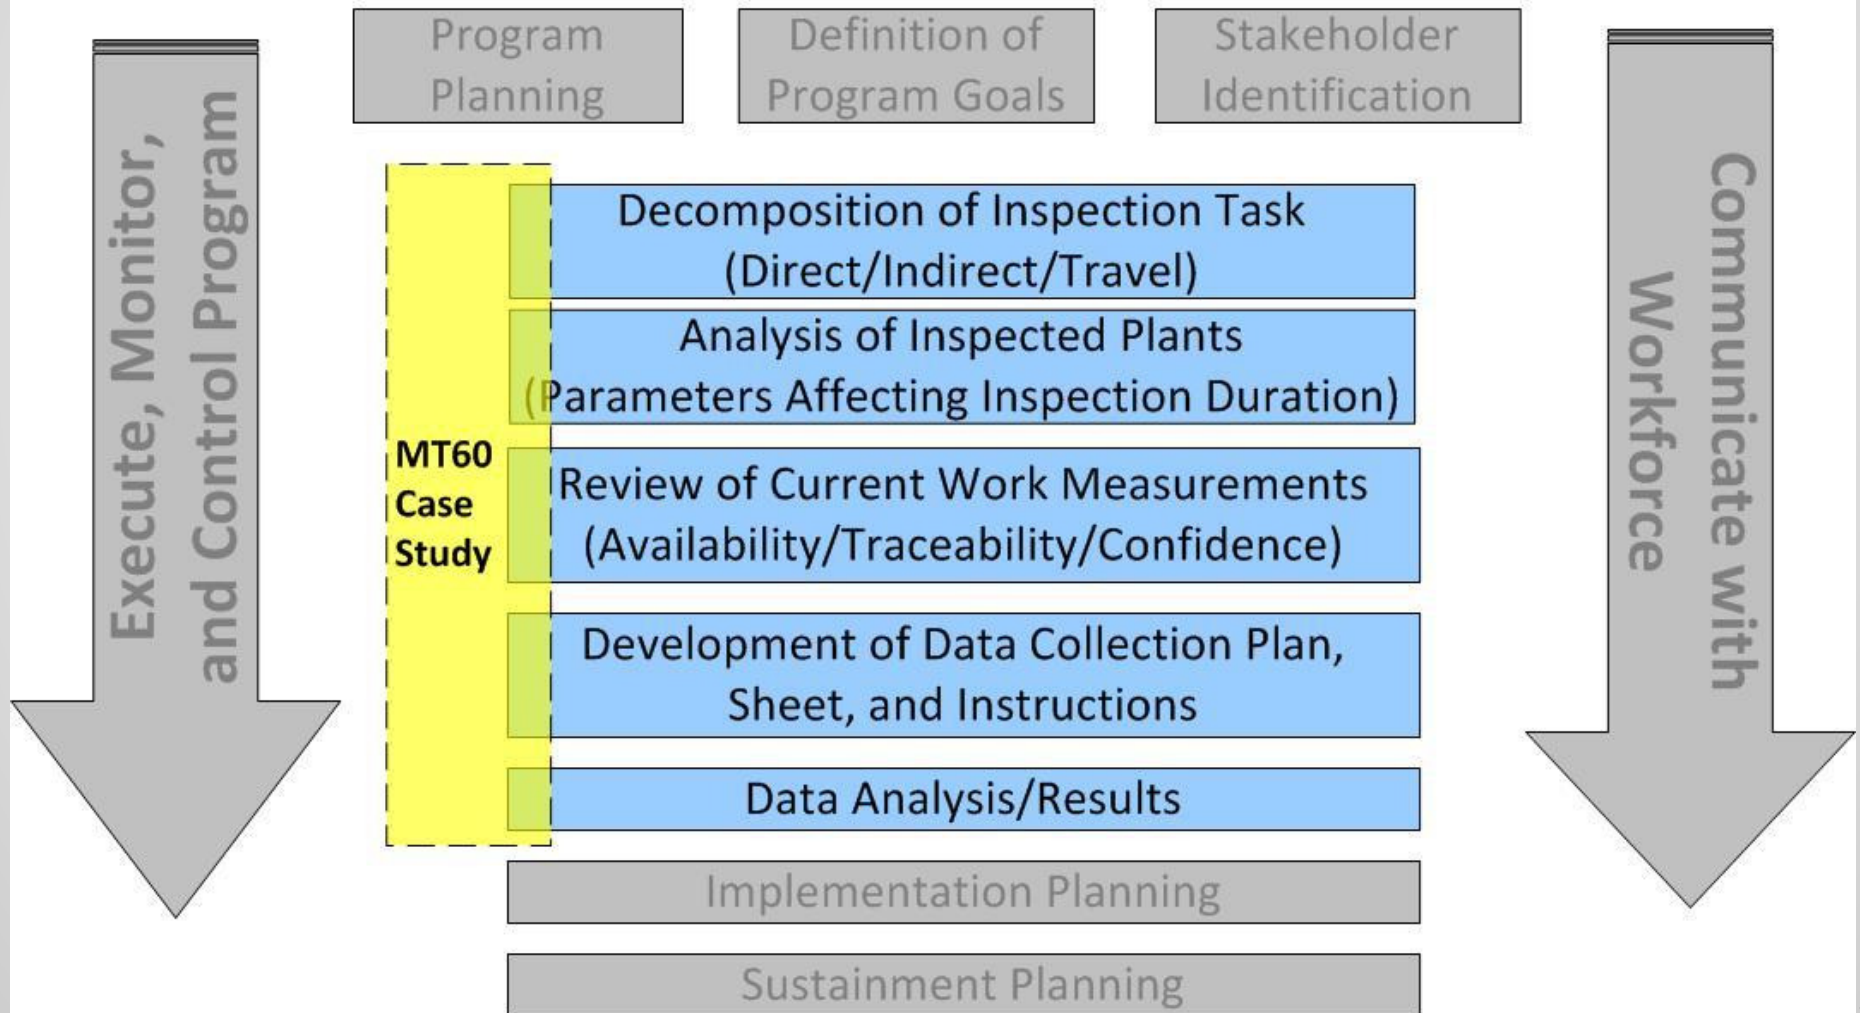 Program
Planning
Definition of
Program Goals
Stakeholder
Identification
Execute, Monitor,
and Control Program
MT60
Case
Study
Decomposition of Inspection Task
(Direct/Indirect/Travel)
Analysis of Inspected Plants
(Parameters Affecting Inspection Duration)
Review of Current Work Measurements
(Availability/Traceability/Confidence)
Development of Data Collection Plan,
Sheet, and Instructions
Data Analysis/Results
Implementation Planning
Sustainment Planning
Communicate with
Workforce